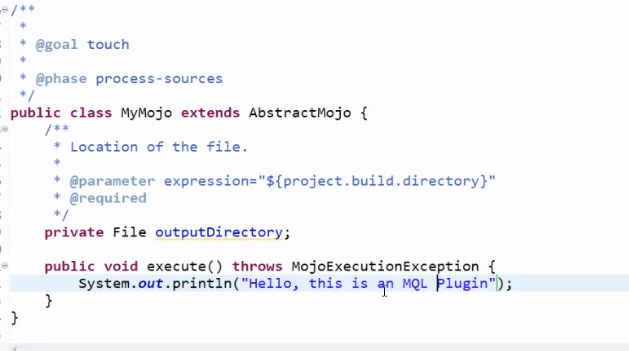 /**
 *
 * @goal touch
 *
 * @phase process-sources
 */
public class MyMojo extends AbstractMojo {
    /**
     * Location of the file.
     *
     * @parameter expression="${project.build.directory}"
     * @required
     */
    private File outputDirectory;
    public void execute() throws MojoExecutionException {
        System.out.println("Hello, this is an MQL Plugin");
    }
}